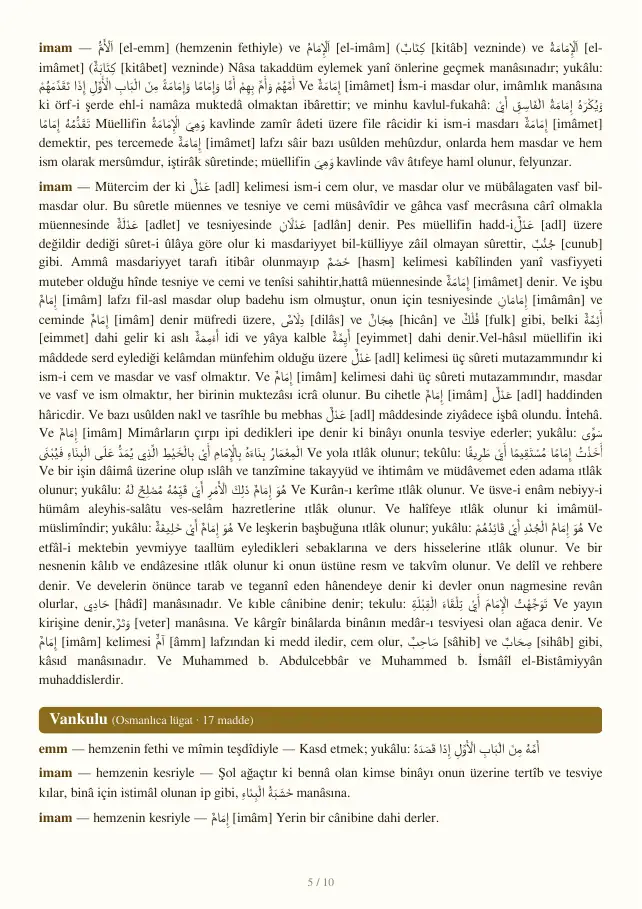 imam — اَلْأَمُّ [el-emm] (hemzenin fethiyle) ve اَلْإِمَامُ [el-imâm] (كِتَابٌ [kitâb] vezninde) ve اَلْإِمَامَةُ [el-
imâmet] (كِتَابَةٌ [kitâbet] vezninde) Nâsa takaddüm eylemek yanî önlerine geçmek manâsınadır; yukâlu:
أَمَّهُمْ وَأَمَّ بِهِمْ أَمًّا وَإِمَامًا وَإِمَامَةً مِنَ الْبَابِ الْأَوَّلِ إِذَا تَقَدَّمَهُمْ Ve إِمَامَةٌ [imâmet] İsm-i masdar olur, imâmlık manâsına
ki örf-i şerde ehl-i namâza muktedâ olmaktan ibârettir; ve minhu kavlul-fukahâ: وَيُكْرَهُ إِمَامَةُ الْفَاسِقِ أَيْ
تَقَدُّمُهُ إِمَامًا Müellifin وَهِيَ الْإِمَامَةُ kavlinde zamîr âdeti üzere file râcidir ki ism-i masdarı إِمَامَةٌ [imâmet]
demektir, pes tercemede إِمَامَةٌ [imâmet] lafzı sâir bazı usûlden mehûzdur, onlarda hem masdar ve hem
ism olarak mersûmdur, iştirâk sûretinde; müellifin وَهِيَ kavlinde vâv âtıfeye haml olunur, felyunzar.
imam — Mütercim der ki عَدْلٌ [adl] kelimesi ism-i cem olur, ve masdar olur ve mübâlagaten vasf bil-
masdar olur. Bu sûretle müennes ve tesniye ve cemi müsâvîdir ve gâhca vasf mecrâsına cârî olmakla
müennesinde عَدْلَةٌ [adlet] ve tesniyesinde عَدْلَانِ [adlân] denir. Pes müellifin hadd-iعَدْلٌ [adl] üzere
değildir dediği sûret-i ûlâya göre olur ki masdariyyet bil-külliyye zâil olmayan sûrettir, جُنُبٌ [cunub]
gibi. Ammâ masdariyyet tarafı itibâr olunmayıp خَصْمٌ [hasm] kelimesi kabîlinden yanî vasfiyyeti
muteber olduğu hînde tesniye ve cemi ve tenîsi sahihtir,hattâ müennesinde إِمَامَةٌ [imâmet] denir. Ve işbu
إِمَامٌ [imâm] lafzı fil-asl masdar olup badehu ism olmuştur, onun için tesniyesinde إِمَامَانِ [imâmân] ve
ceminde إِمَامٌ [imâm] denir müfredi üzere, دِلَاصٌ [dilâs] ve هِجَانٌ [hicân] ve فُلْكٌ [fulk] gibi, belki أَئِمَّةٌ
[eimmet] dahi gelir ki aslı أَءْمِمَةٌ idi ve yâya kalble أَيِمَّةٌ [eyimmet] dahi denir.Vel-hâsıl müellifin iki
mâddede serd eylediği kelâmdan münfehim olduğu üzere عَدْلٌ [adl] kelimesi üç sûreti mutazammındır ki
ism-i cem ve masdar ve vasf olmaktır. Ve إِمَامٌ [imâm] kelimesi dahi üç sûreti mutazammındır, masdar
ve vasf ve ism olmaktır, her birinin muktezâsı icrâ olunur. Bu cihetle إِمَامٌ [imâm] عَدْلٌ [adl] haddinden
hâricdir. Ve bazı usûlden nakl ve tasrîhle bu mebhas عَدْلٌ [adl] mâddesinde ziyâdece işbâ olundu. İntehâ.
Ve إِمَامٌ [imâm] Mimârların çırpı ipi dedikleri ipe denir ki binâyı onunla tesviye ederler; yukâlu: سَوَّى
الْمِعْمَارُ بِنَاءَهُ بِالْإِمَامِ أَيْ بِالْخَيْطِ الَّذِي يُمَدُّ عَلَى الْبِنَاءِ فَيُبْنَى Ve yola ıtlâk olunur; tekûlu: أَخَذْتُ إِمَامًا مُسْتَقِيمًا أَيْ طَرِيقًا
Ve bir işin dâimâ üzerine olup ıslâh ve tanzîmine takayyüd ve ihtimâm ve müdâvemet eden adama ıtlâk
olunur; yukâlu: هُوَ إِمَامُ ذَلِكَ الْأَمْرِ أَيْ قَيِّمُهُ مُصْلِحٌ لَهُ Ve Kurân-ı kerîme ıtlâk olunur. Ve üsve-i enâm nebiyy-i
hümâm aleyhis-salâtu ves-selâm hazretlerine ıtlâk olunur. Ve halîfeye ıtlâk olunur ki imâmül-
müslimîndir; yukâlu: هُوَ إِمَامٌ أَيْ خَلِيفَةٌ Ve leşkerin başbuğuna ıtlâk olunur; yukâlu: هُوَ إِمَامُ الْجُنْدِ أَيْ قَائِدُهُمْ Ve
etfâl-i mektebin yevmiyye taallüm eyledikleri sebaklarına ve ders hisselerine ıtlâk olunur. Ve bir
nesnenin kâlıb ve endâzesine ıtlâk olunur ki onun üstüne resm ve takvîm olunur. Ve delîl ve rehbere
denir. Ve develerin önünce tarab ve tegannî eden hânendeye denir ki devler onun nagmesine revân
olurlar, حَادِي [hâdî] manâsınadır. Ve kıble cânibine denir; tekulu: تَوَجَّهْتُ الْإِمَامَ أَيْ تِلْقَاءَ الْقِبْلَةِ Ve yayın
kirişine denir,وَتَرٌ [veter] manâsına. Ve kârgîr binâlarda binânın medâr-ı tesviyesi olan ağaca denir. Ve
إِمَامٌ [imâm] kelimesi آمٌّ [âmm] lafzından ki medd iledir, cem olur, صَاحِبٌ [sâhib] ve صِحَابٌ [sihâb] gibi,
kâsıd manâsınadır. Ve Muhammed b. Abdulcebbâr ve Muhammed b. İsmâîl el-Bistâmiyyân
muhaddislerdir.
Vankulu (Osmanlıca lügat · 17 madde)
emm — hemzenin fethi ve mîmin teşdîdiyle — Kasd etmek; yukâlu: أَمَّهُ مِنَ الْبَابِ الْأَوَّلِ إِذَا قَصَدَهُ
imam — hemzenin kesriyle — Şol ağaçtır ki bennâ olan kimse binâyı onun üzerine tertîb ve tesviye
kılar, binâ için istimâl olunan ip gibi, خَشَبَةُ الْبِنَاءِ manâsına.
imam — hemzenin kesriyle — إِمَامٌ [imâm] Yerin bir cânibine dahi derler.
5 / 10